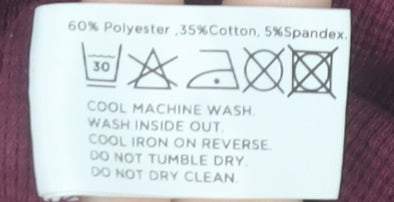 60% Polyester ,35%Cotton, 5%Spandex.
30
COOL MACHINE WASH.
WASH INSIDE OUT.
COOL IRON ON REVERSE.
DO NOT TUMBLE DRY.
DO NOT DRY CLEAN.